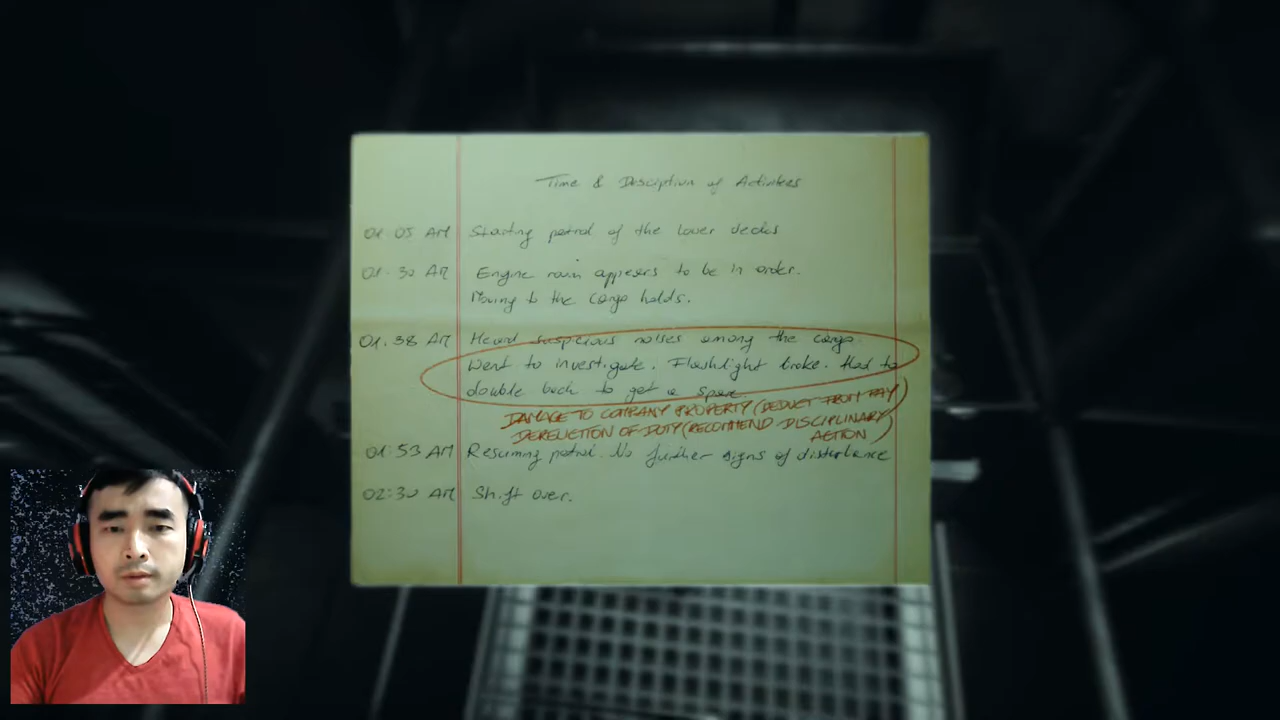 Time & Desciption of Activities
01:05 AM Starting patrol of the lower decks
01:30 AM Engine room appears to be in order.
Moving to the cargo holds.
01:38 AM Heard suspicious noises among the cargo
Went to investigate. Flashlight broke. Had to
double back to get a spare
DAMAGE TO COMPANY PROPERTY (DEDUCT FROM PAY)
DERELICTION OF DUTY (RECOMMEND DISCIPLINARY
ACTION)
01:53 AM Resuming patrol. No further signs of disturbance
02:30 AM Shift over.